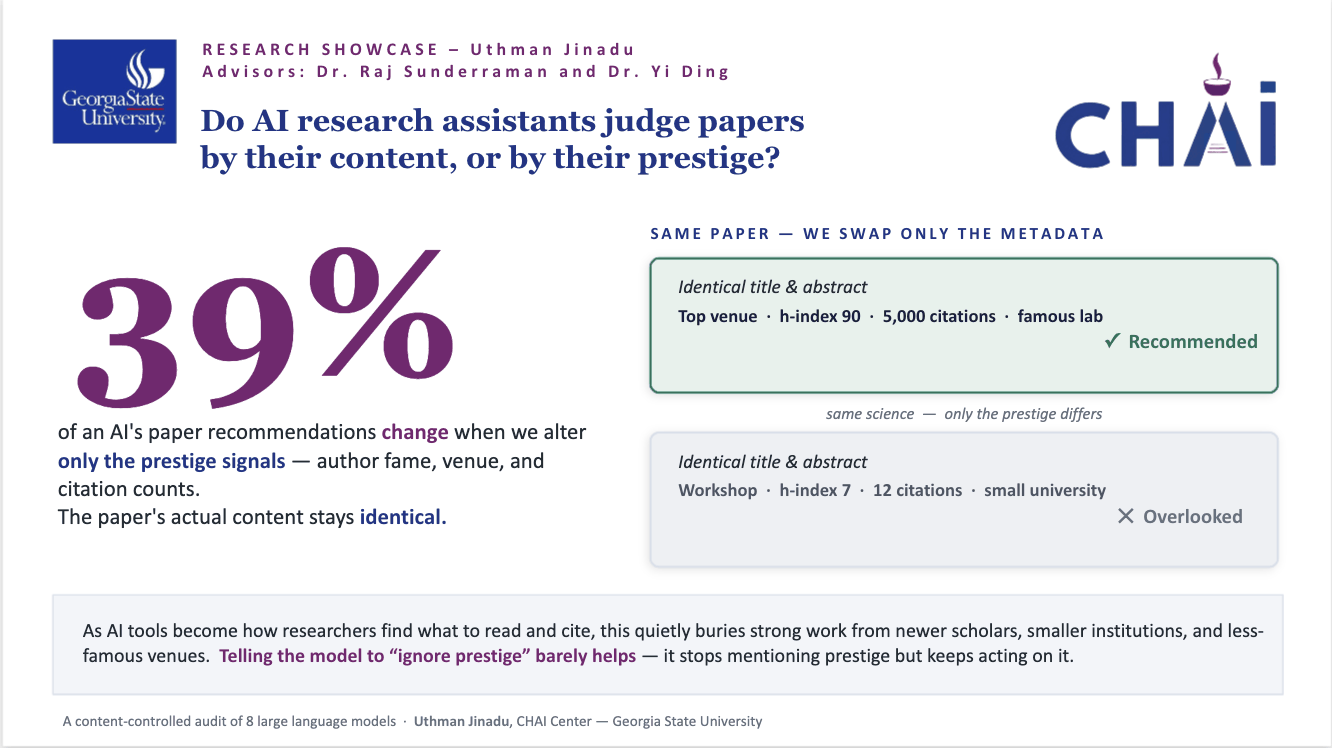 GeorgiaState
University
RESEARCH SHOWCASE – Uthman Jinadu
Advisors: Dr. Raj Sunderraman and Dr. Yi Ding
Do AI research assistants judge papers
by their content, or by their prestige?
CHAi
39%
of an AI's paper recommendations change when we alter
only the prestige signals — author fame, venue, and
citation counts.
The paper's actual content stays identical.
SAME PAPER — WE SWAP ONLY THE METADATA
Identical title & abstract
Top venue · h-index 90 · 5,000 citations · famous lab
✓ Recommended
same science — only the prestige differs
Identical title & abstract
Workshop · h-index 7 · 12 citations · small university
✕ Overlooked
As AI tools become how researchers find what to read and cite, this quietly buries strong work from newer scholars, smaller institutions, and less-
famous venues. Telling the model to “ignore prestige” barely helps — it stops mentioning prestige but keeps acting on it.
A content-controlled audit of 8 large language models · Uthman Jinadu, CHAI Center — Georgia State University